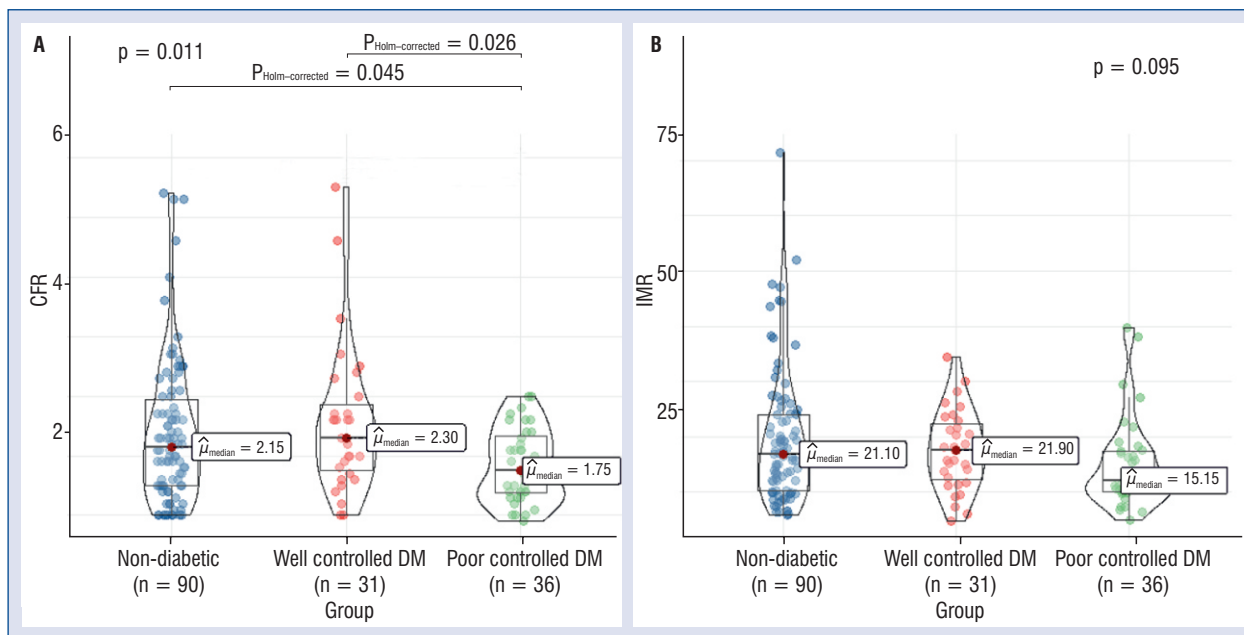 A
p = 0.011
PHolm–corrected = 0.026
PHolm–corrected = 0.045
CFR
6
4
2
μ̂median = 2.15
μ̂median = 2.30
μ̂median = 1.75
Non-diabetic
(n = 90)
Well controlled DM
(n = 31)
Poor controlled DM
(n = 36)
Group
B
p = 0.095
IMR
75
50
25
μ̂median = 21.10
μ̂median = 21.90
μ̂median = 15.15
Non-diabetic
(n = 90)
Well controlled DM
(n = 31)
Poor controlled DM
(n = 36)
Group